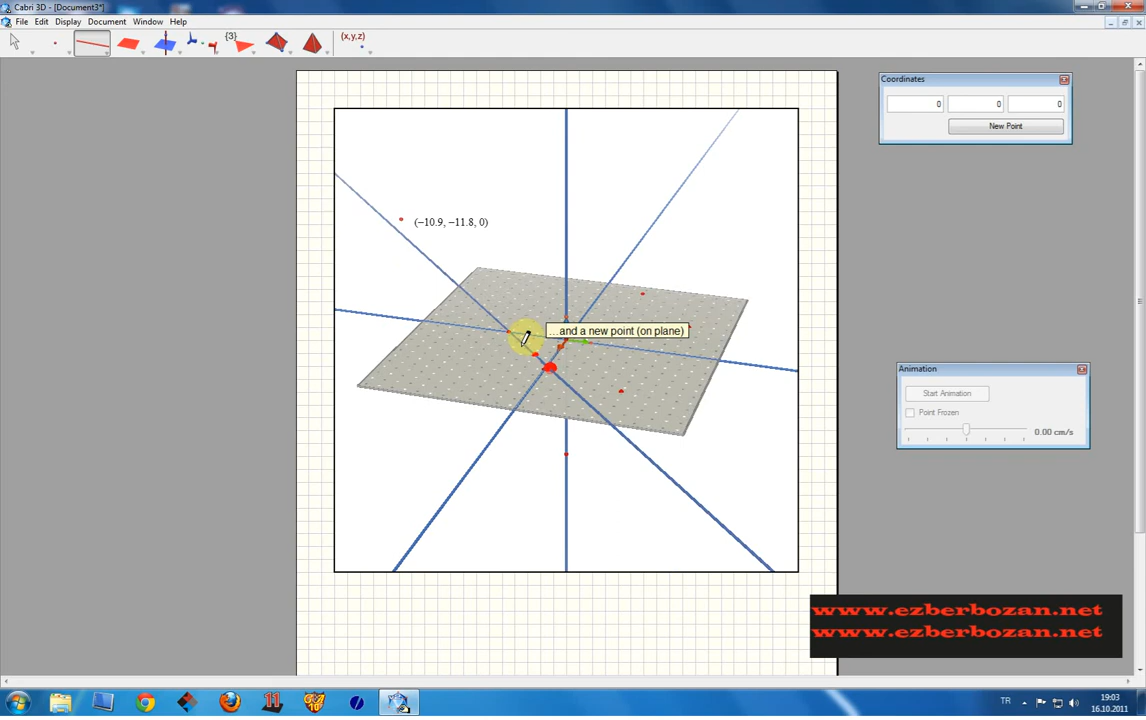 Cabri 3D - [Document3*]
File Edit Display Document Window Help
{3}
(x,y,z)
Coordinates
0 0 0
New Point
(−10.9, −11.8, 0)
...and a new point (on plane)
Animation
Start Animation
Point Frozen
0.00 cm/s
www.ezberbozan.net
www.ezberbozan.net
11
TR
19:03
16.10.2011